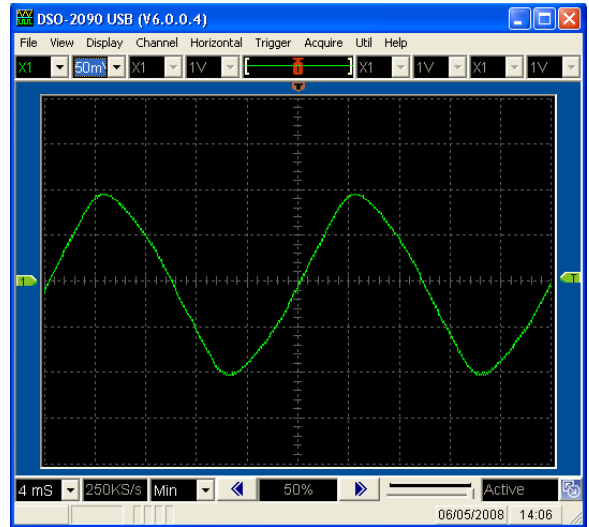 DSO-2090 USB (V6.0.0.4)
File View Display Channel Horizontal Trigger Acquire Util Help
X1 50m X1 1V X1 1V X1 1V
T
1 T
4 mS 250KS/s Min 50% Active
06/05/2008 14:06